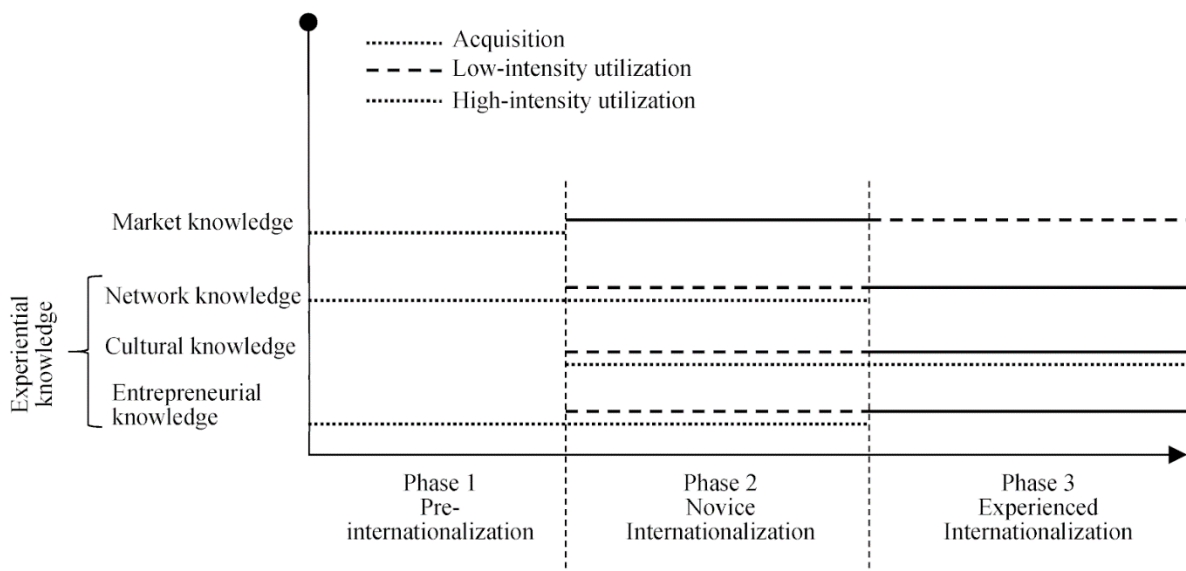 Acquisition
Low-intensity utilization
High-intensity utilization
Market knowledge
Experiential
knowledge
Network knowledge
Cultural knowledge
Entrepreneurial
knowledge
Phase 1
Pre-
internationalization
Phase 2
Novice
Internationalization
Phase 3
Experienced
Internationalization